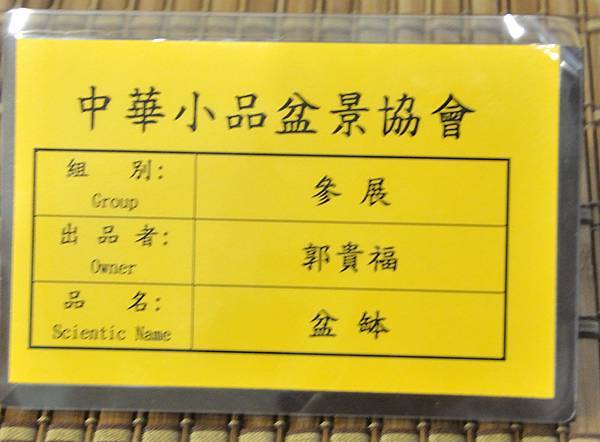 中華小品盆景協會
組 別: 參展
Group
出品者: 郭貴福
Owner
品 名: 盆缽
Scientic Name